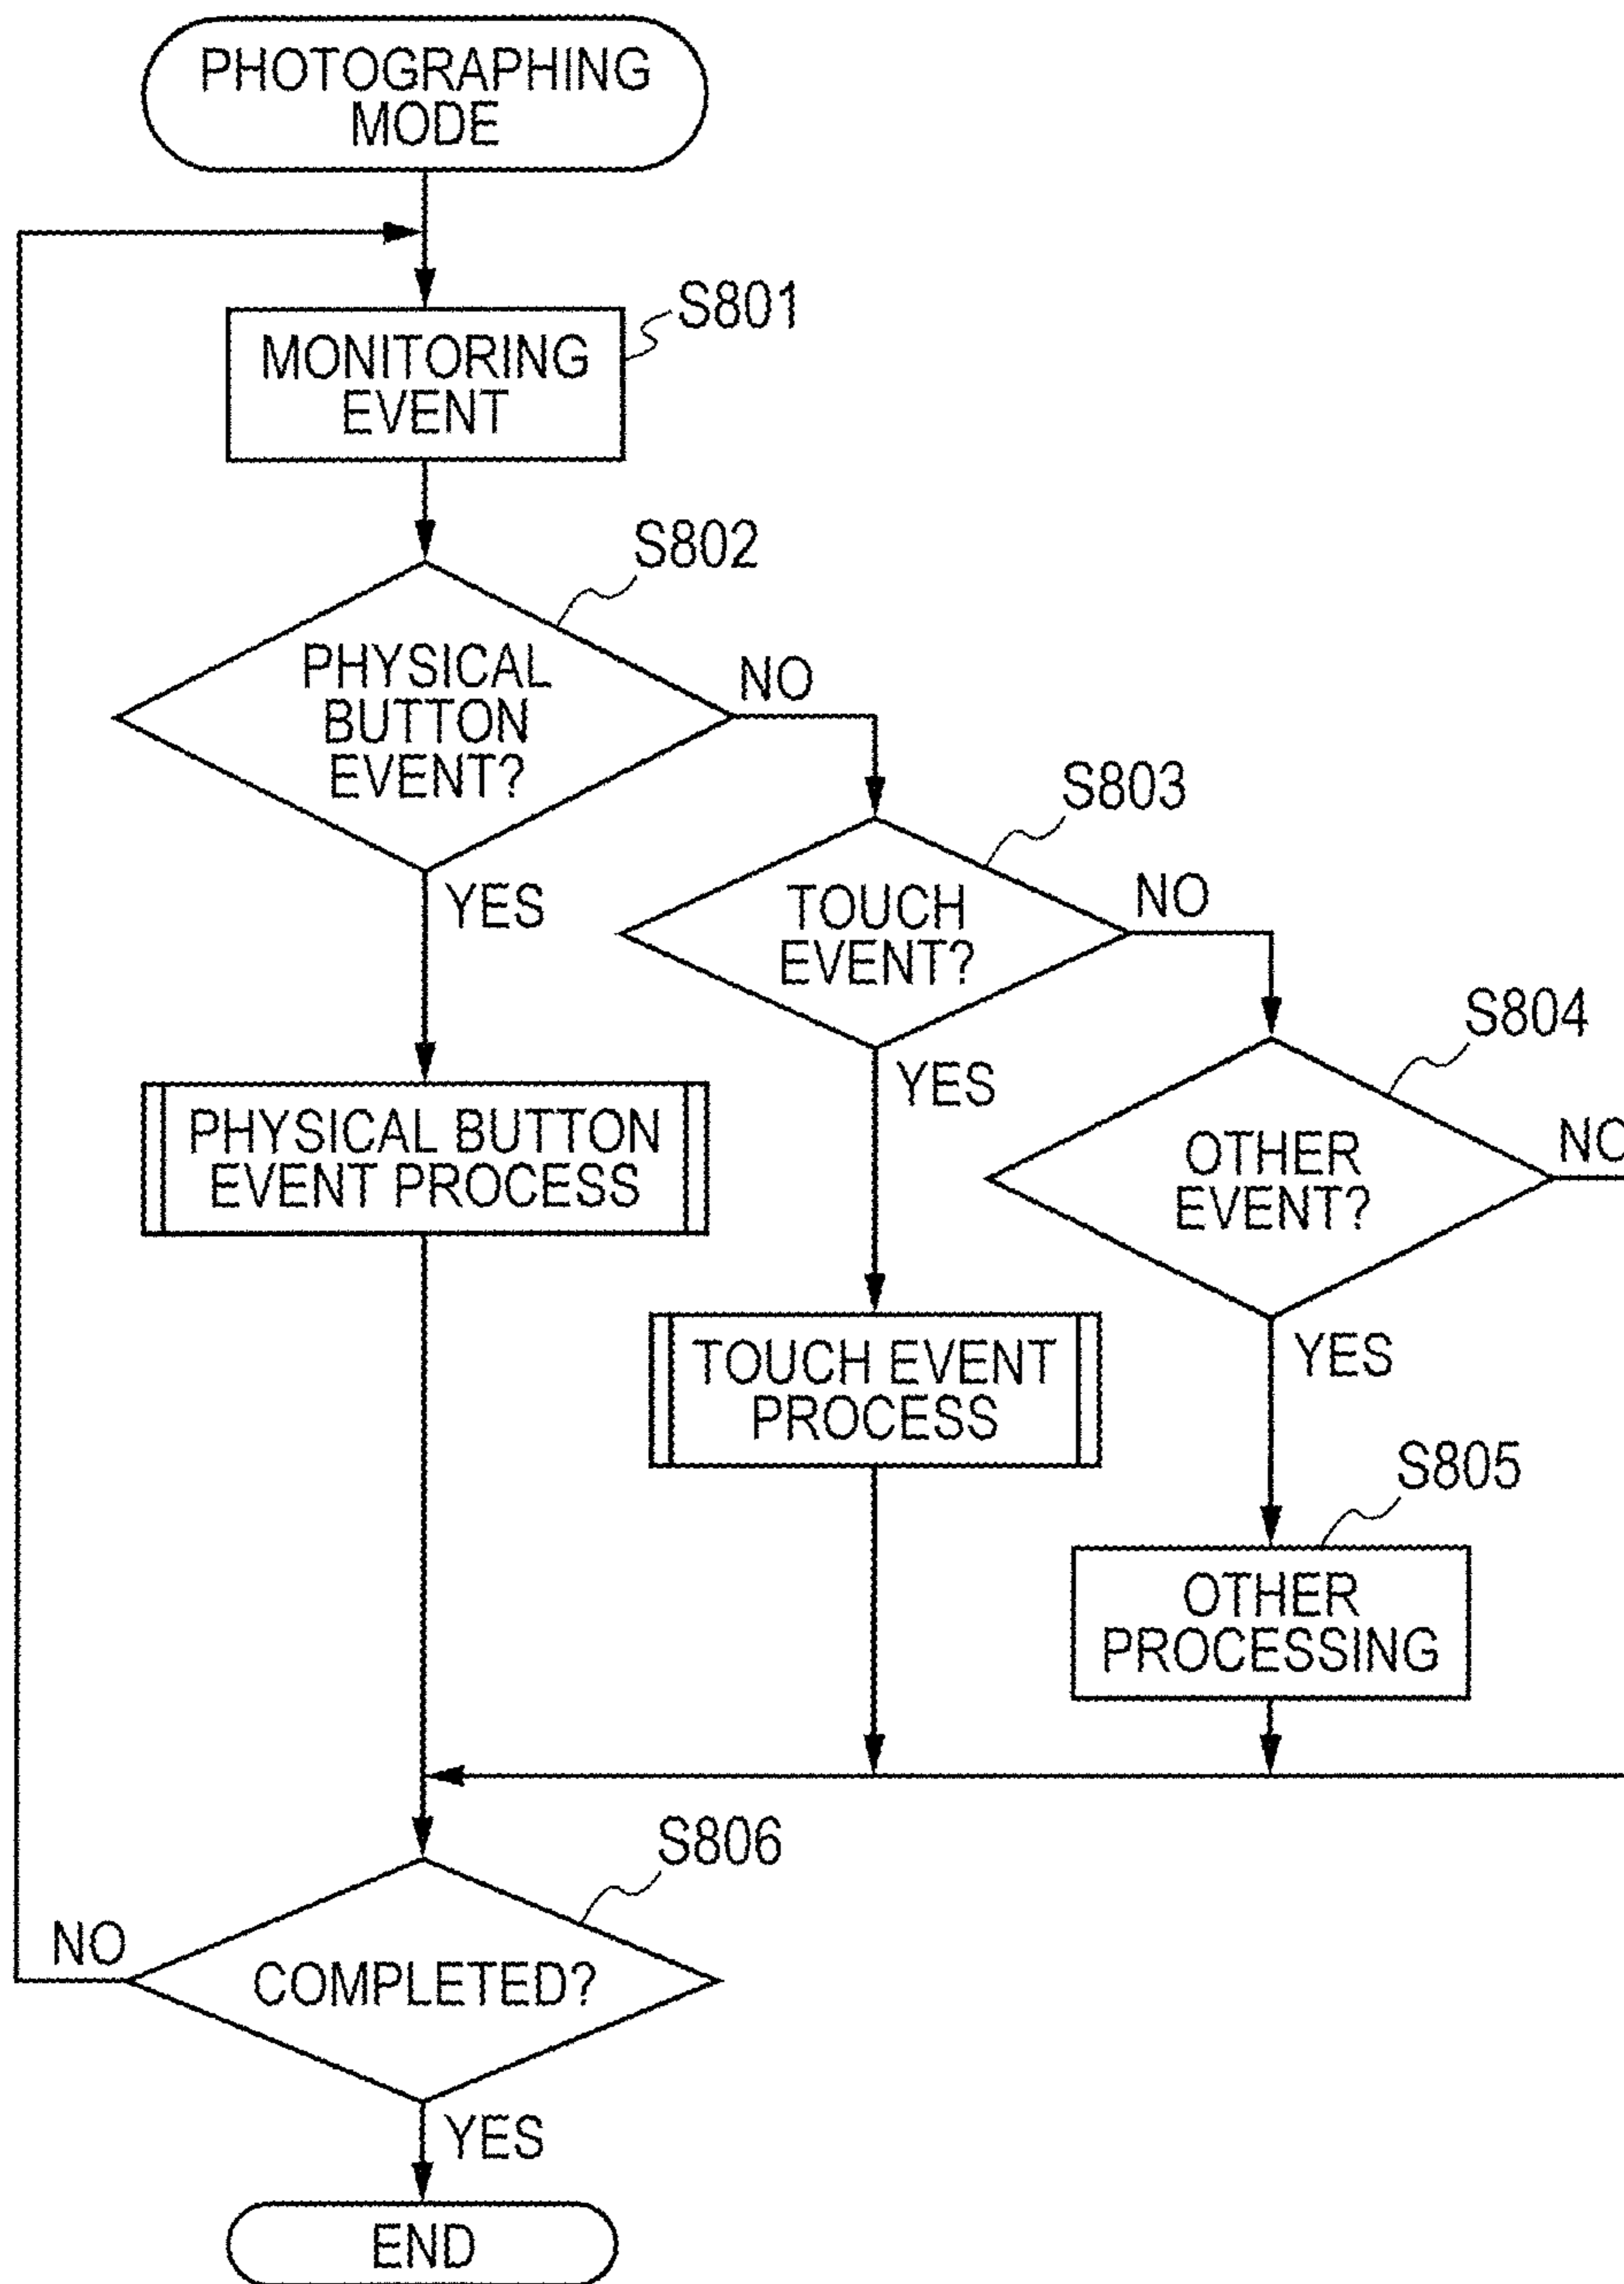 PHOTOGRAPHING
MODE
S801
MONITORING
EVENT
S802
PHYSICAL
BUTTON
EVENT?
NO
YES
S803
TOUCH
EVENT?
NO
YES
S804
OTHER
EVENT?
NO
YES
PHYSICAL BUTTON
EVENT PROCESS
TOUCH EVENT
PROCESS
S805
OTHER
PROCESSING
S806
COMPLETED?
NO
YES
END